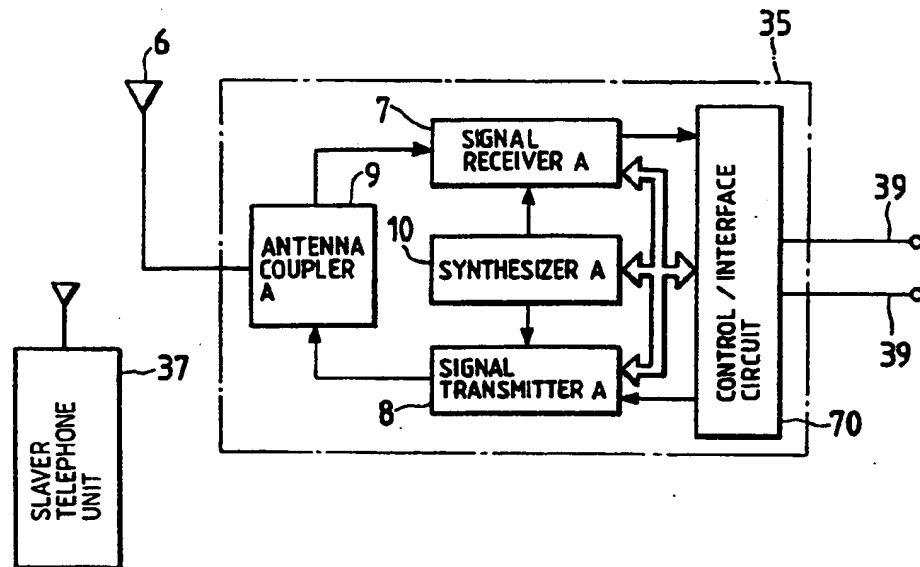 6
35
7
SIGNAL
RECEIVER A
9
ANTENNA
COUPLER
A
10
SYNTHESIZER A
39
39
CONTROL / INTERFACE
CIRCUIT
SIGNAL
TRANSMITTER A
8
70
37
SLAVER
TELEPHONE
UNIT